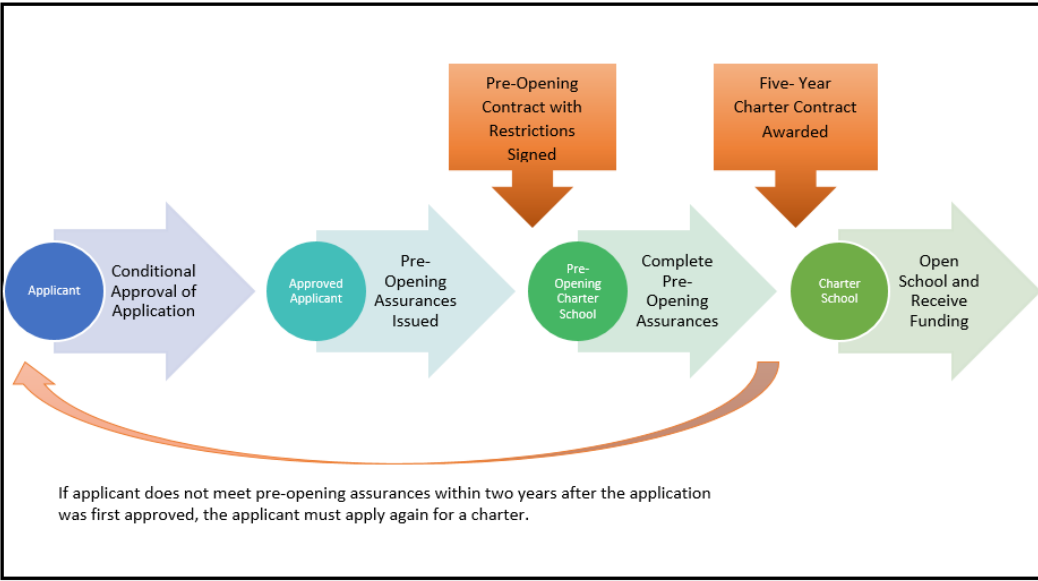 Pre-Opening
Contract with
Restrictions
Signed
Five- Year
Charter Contract
Awarded
Applicant
Conditional
Approval of
Application
Approved
Applicant
Pre-
Opening
Assurances
Issued
Pre-
Opening
Charter
School
Complete
Pre-
Opening
Assurances
Charter
School
Open
School and
Receive
Funding
If applicant does not meet pre-opening assurances within two years after the application
was first approved, the applicant must apply again for a charter.